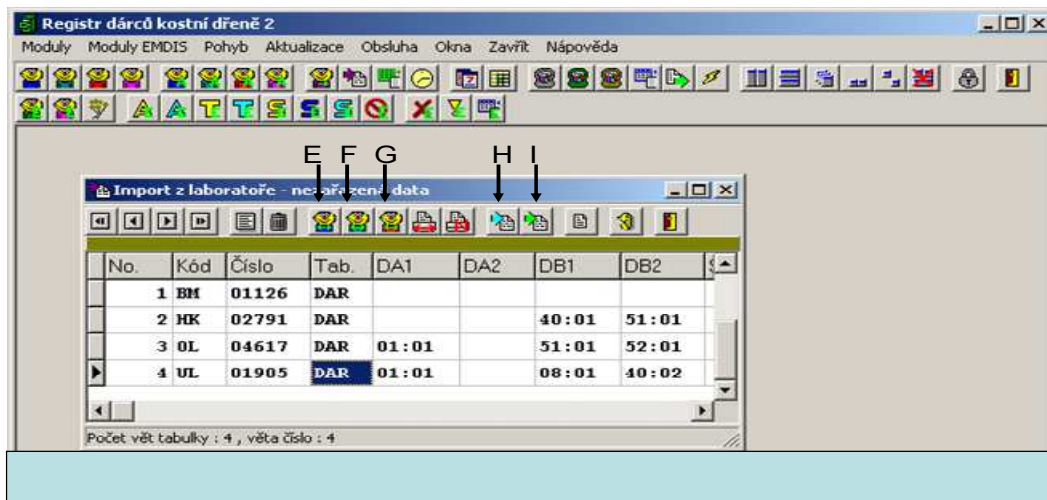 Registr dárců kostní dřeně 2
Moduly Moduly EMDIS Pohyb Aktualizace Obsluha Okna Zavřít Nápověda
E F G H I
Import z laboratoře - nezařazená data
No. Kód Číslo Tab. DA1 DA2 DB1 DB2
1 BM 01126 DAR
2 HK 02791 DAR 40:01 51:01
3 OL 04617 DAR 01:01 51:01 52:01
4 UL 01905 DAR 01:01 08:01 40:02
Počet vět tabulky : 4 , věta číslo : 4